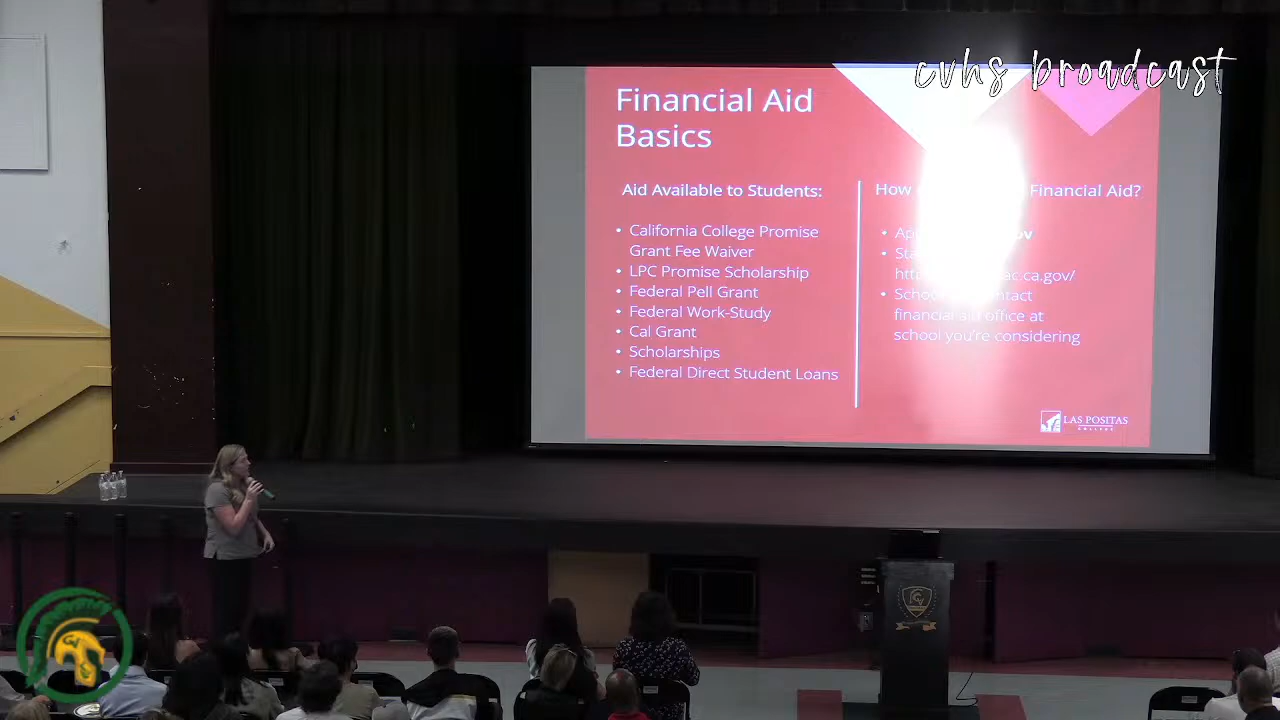 cvhs broadcast
Financial Aid
Basics
Aid Available to Students:
• California College Promise
Grant Fee Waiver
• LPC Promise Scholarship
• Federal Pell Grant
• Federal Work-Study
• Cal Grant
• Scholarships
• Federal Direct Student Loans
How Financial Aid?
•
•
ac.ca.gov/
•
financial aid office at
school you're considering
LAS POSITAS
COLLEGE
CV